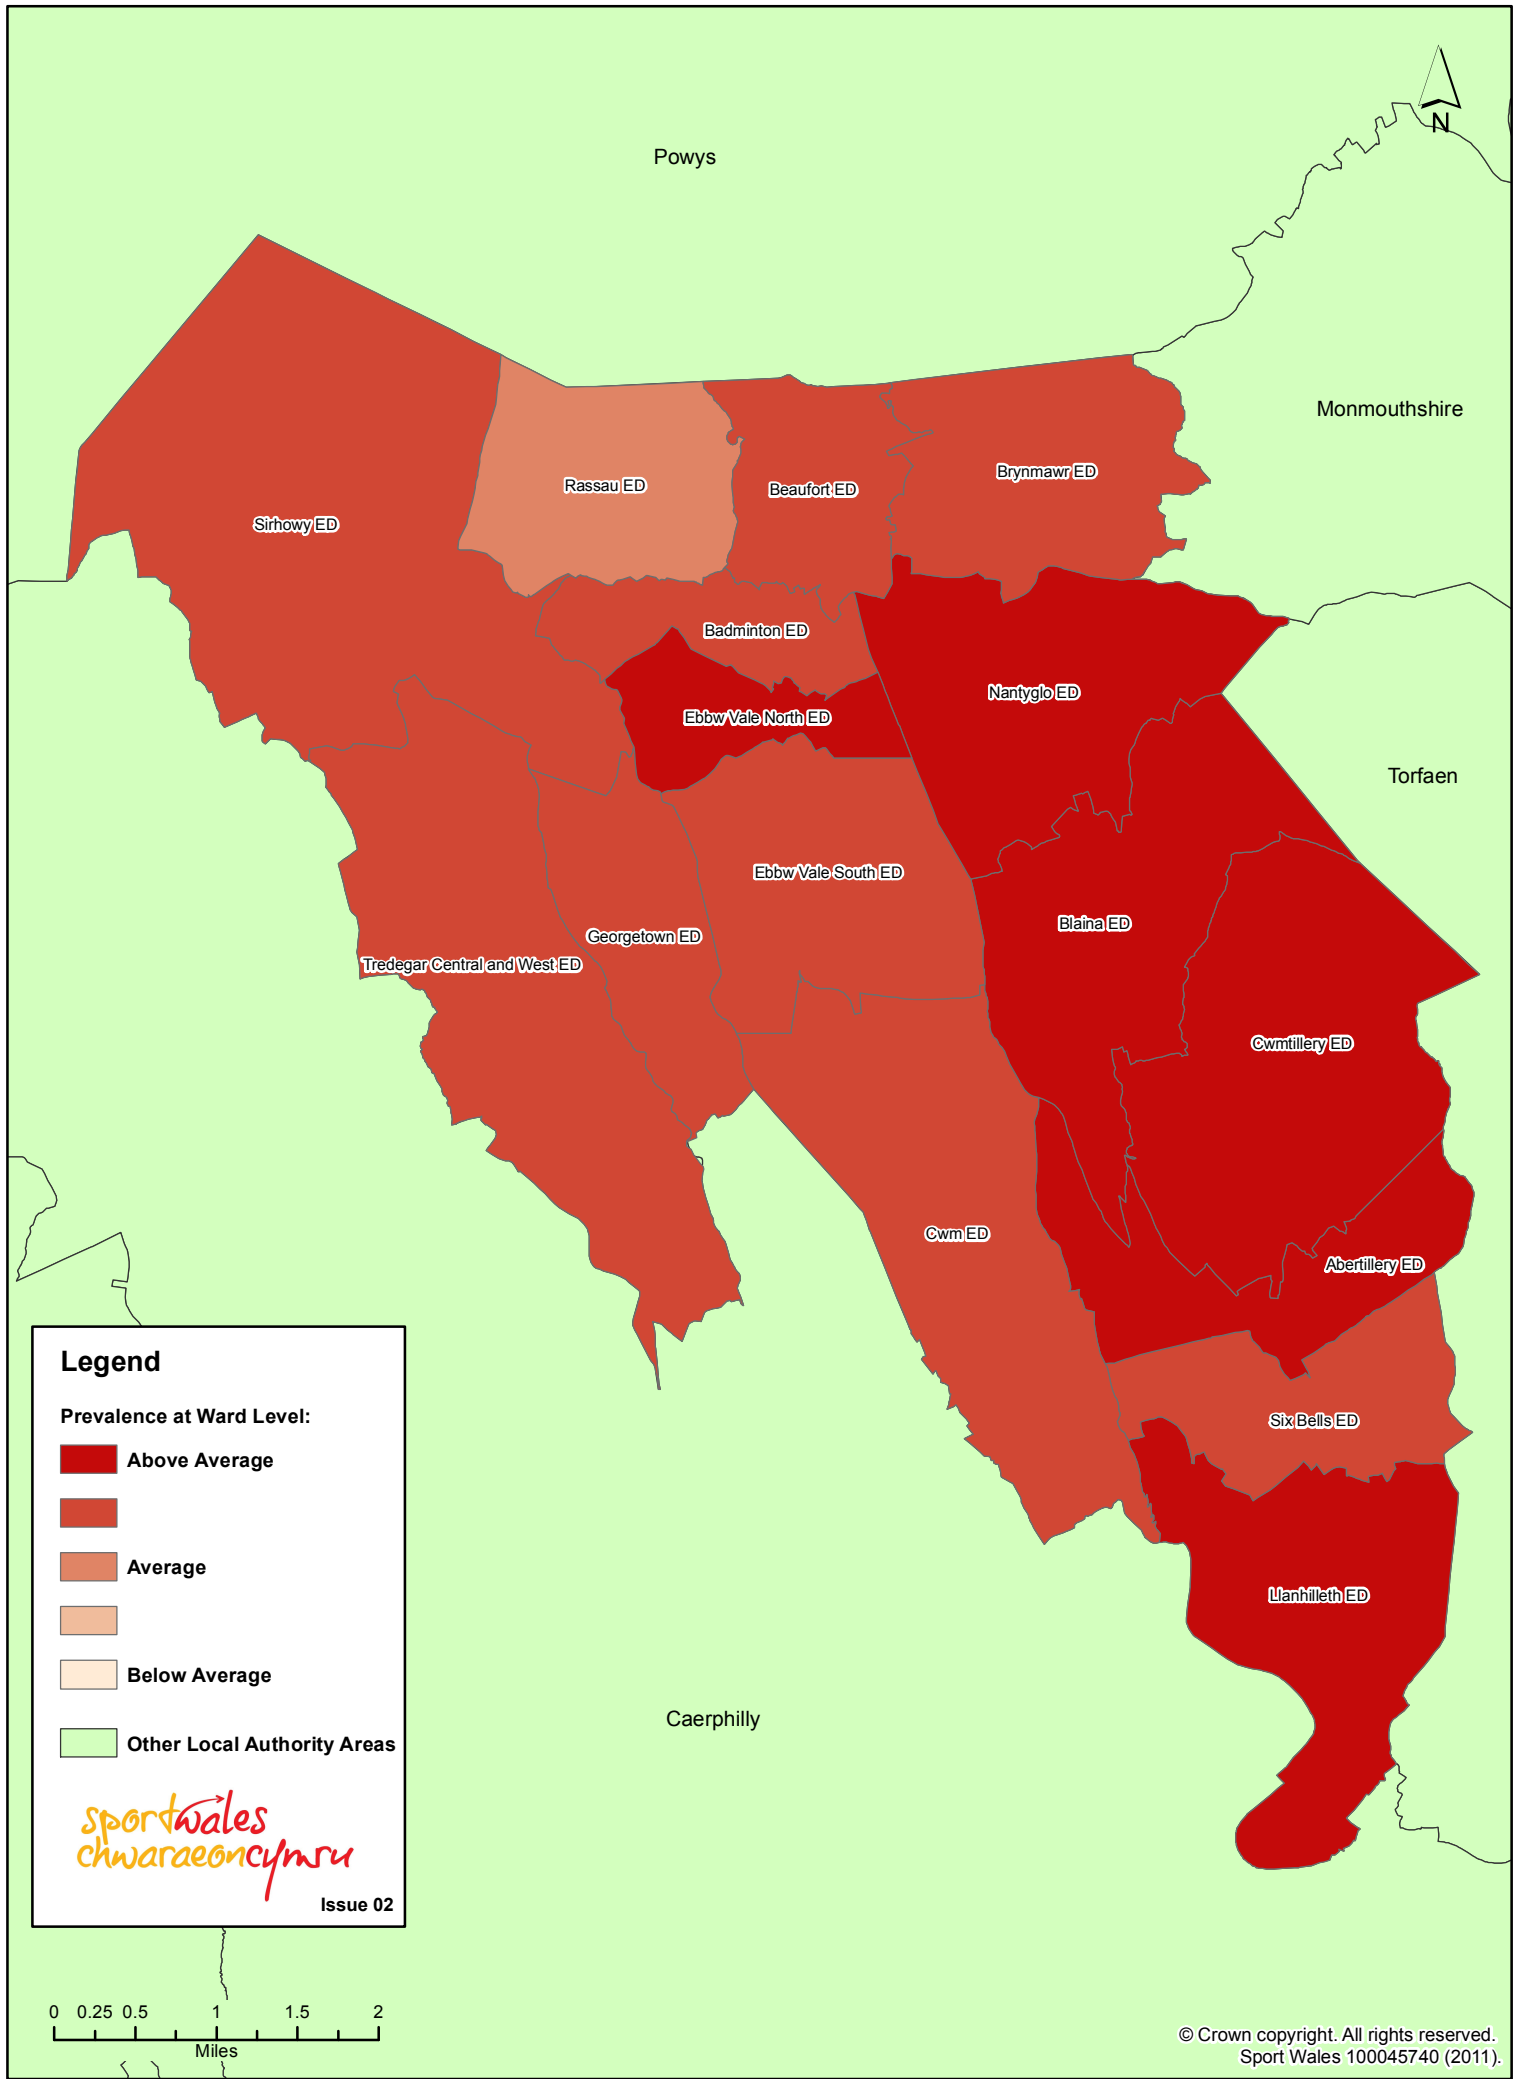 N
Powys
Monmouthshire
Rassau ED
Beaufort ED
Brynmawr ED
Sirhowy ED
Badminton ED
Nantyglo ED
Ebbw Vale North ED
Torfaen
Ebbw Vale South ED
Blaina ED
Georgetown ED
Tredegar Central and West ED
Cwmtillery ED
Cwm ED
Abertillery ED
Six Bells ED
Llanhilleth ED
Caerphilly
Legend
Prevalence at Ward Level:
Above Average
Average
Below Average
Other Local Authority Areas
sportwales
chwaraeoncymru
Issue 02
0 0.25 0.5 1 1.5 2
Miles
© Crown copyright. All rights reserved.
Sport Wales 100045740 (2011).